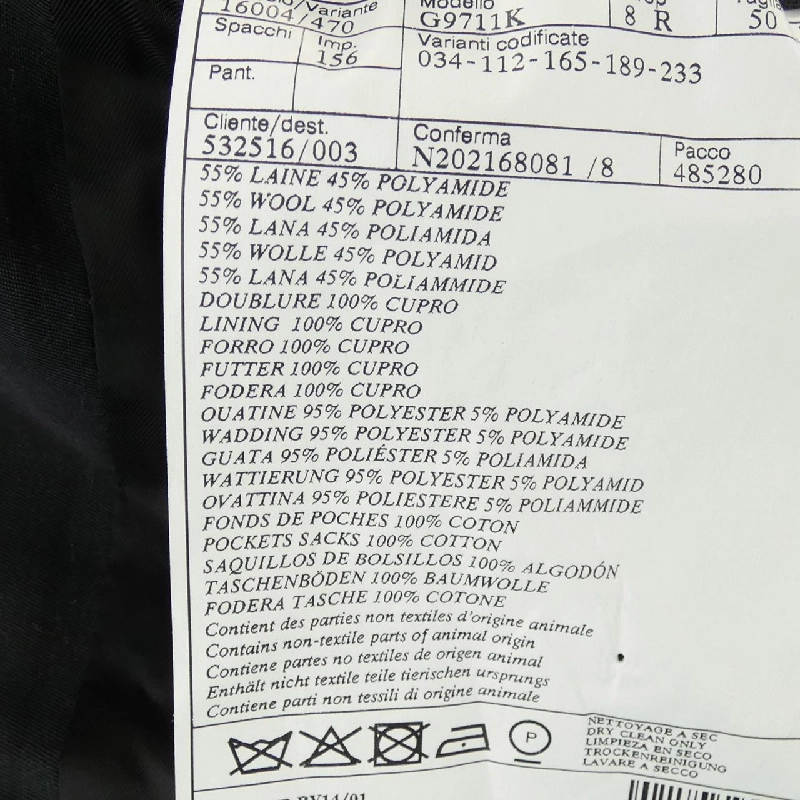 /Variante Modello
16004/470 G9711K 8 R 50
Spacchi Imp. Varianti codificate
156 034-112-165-189-233
Pant.
Cliente/dest. Conferma Pacco
532516/003 N202168081 /8 485280
55% LAINE 45% POLYAMIDE
55% WOOL 45% POLYAMIDE
55% LANA 45% POLIAMIDA
55% WOLLE 45% POLYAMID
55% LANA 45% POLIAMMIDE
DOUBLURE 100% CUPRO
LINING 100% CUPRO
FORRO 100% CUPRO
FUTTER 100% CUPRO
FODERA 100% CUPRO
OUATINE 95% POLYESTER 5% POLYAMIDE
WADDING 95% POLYESTER 5% POLYAMIDE
GUATA 95% POLIÉSTER 5% POLIAMIDA
WATTIERUNG 95% POLYESTER 5% POLYAMID
OVATTINA 95% POLIESTERE 5% POLIAMMIDE
FONDS DE POCHES 100% COTON
POCKETS SACKS 100% COTTON
SAQUILLOS DE BOLSILLOS 100% ALGODÓN
TASCHENBÖDEN 100% BAUMWOLLE
FODERA TASCHE 100% COTONE
Contient des parties non textiles d'origine animale
Contains non-textile parts of animal origin
Contiene partes no textiles de origen animal
Enthält nicht textile teile tierischen ursprungs
Contiene parti non tessili di origine animale
P
NETTOYAGE A SEC
DRY CLEAN ONLY
LIMPIEZA EN SECO
TROCKENREINIGUNG
LAVARE A SECCO